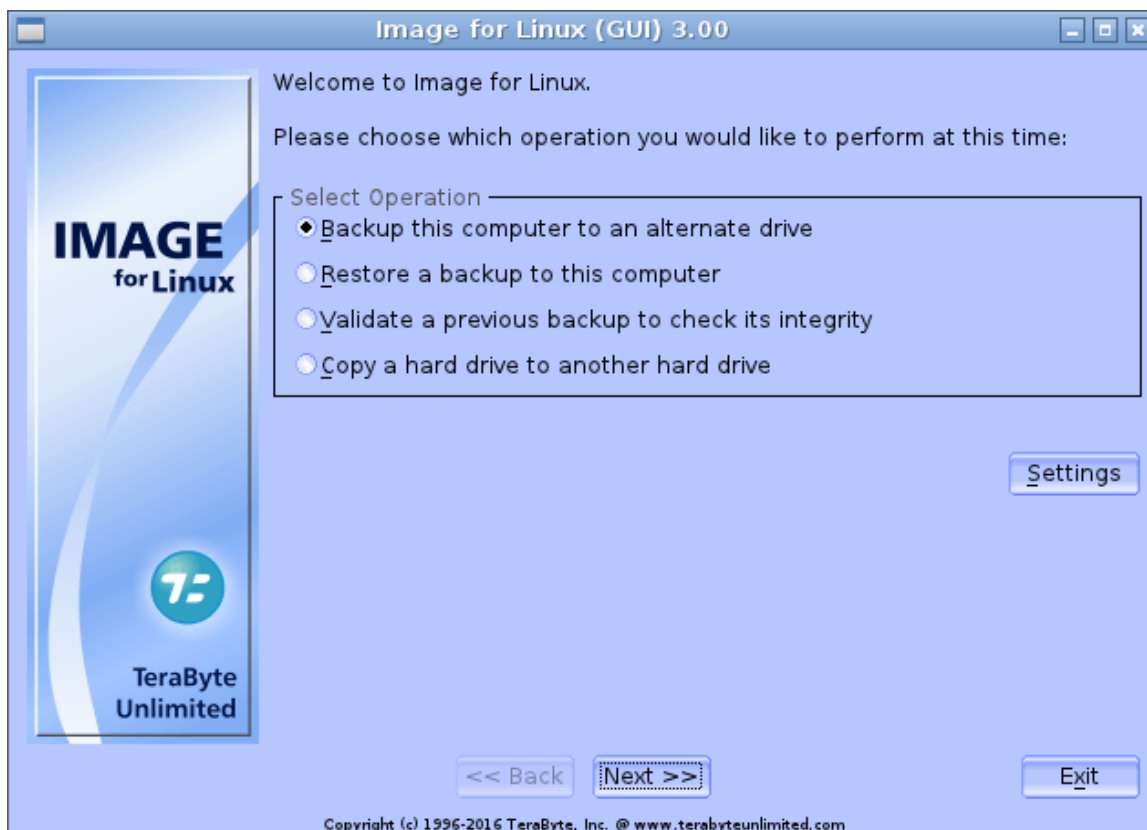 Image for Linux (GUI) 3.00
IMAGE
for Linux
TeraByte
Unlimited
Welcome to Image for Linux.
Please choose which operation you would like to perform at this time:
Select Operation
Backup this computer to an alternate drive
Restore a backup to this computer
Validate a previous backup to check its integrity
Copy a hard drive to another hard drive
Settings
<< Back
Next >>
Exit
Copyright (c) 1996-2016 TeraByte, Inc. @ www.terabyteunlimited.com